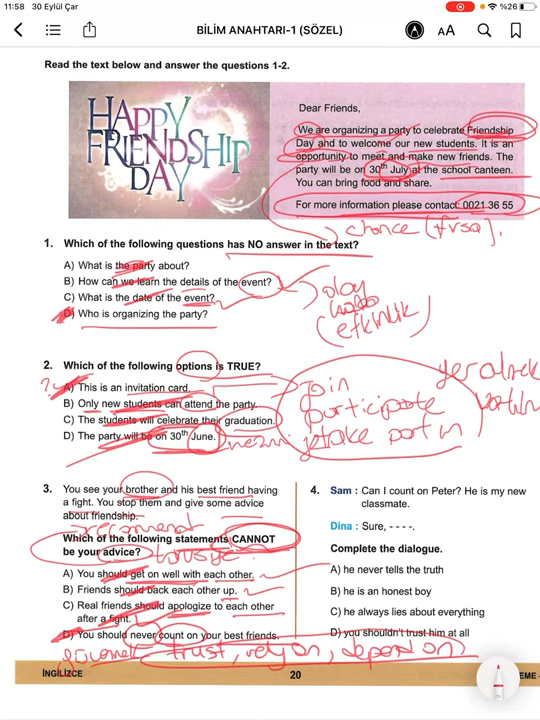 11:58 30 Eylül Çar
%26
BİLİM ANAHTARI-1 (SÖZEL)
AA
Read the text below and answer the questions 1-2.
HAPPY
FRIENDSHIP
DAY
Dear Friends,
We are organizing a party to celebrate Friendship
Day and to welcome our new students. It is an
opportunity to meet and make new friends. The
party will be on 30th July at the school canteen.
You can bring food and share.
For more information please contact: 0021 36 55
chance (fırsat).
1. Which of the following questions has NO answer in the text?
A) What is the party about?
B) How can we learn the details of the event?
C) What is the date of the event?
D) Who is organizing the party?
olay
(etkinlik)
2. Which of the following options is TRUE?
A) This is an invitation card.
B) Only new students can attend the party.
C) The students will celebrate their graduation.
D) The party will be on 30th June.
Join
participate
take part in
yer almak
3. You see your brother and his best friend having
a fight. You stop them and give some advice
about friendship.
Which of the following statements CANNOT
be your advice?
A) You should get on well with each other.
B) Friends should back each other up.
C) Real friends should apologize to each other
after a fight.
D) You should never count on your best friends.
güvenmek trust, rely on, depend on
4. Sam : Can I count on Peter? He is my new
classmate.
Dina : Sure, - - - -.
Complete the dialogue.
A) he never tells the truth
B) he is an honest boy
C) he always lies about everything
D) you shouldn't trust him at all
İNGİLİZCE
20
EME